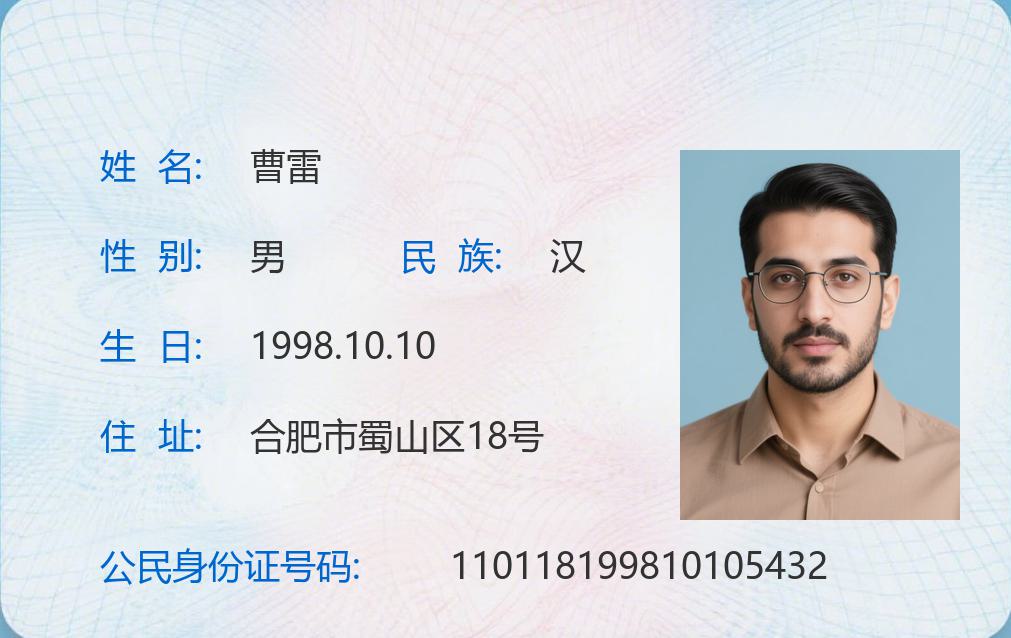 姓 名: 曹雷
性 别: 男 民 族: 汉
生 日: 1998.10.10
住 址: 合肥市蜀山区18号
公民身份证号码: 110118199810105432